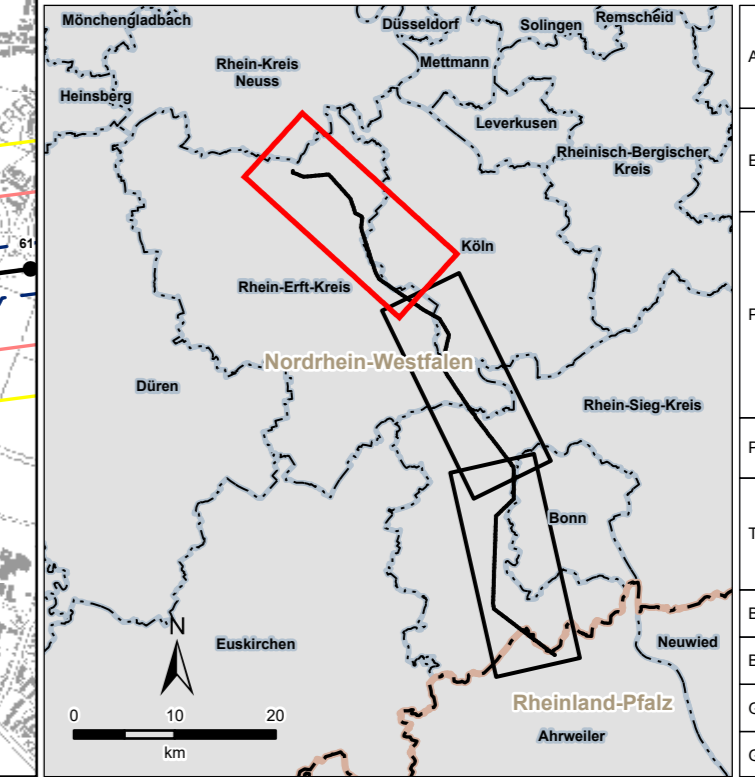 Mönchengladbach
Düsseldorf
Solingen
Remscheid
Mettmann
Rhein-Kreis
Neuss
Heinsberg
Leverkusen
Rheinisch-Bergischer
Kreis
Köln
61
Rhein-Erft-Kreis
Nordrhein-Westfalen
Düren
Rhein-Sieg-Kreis
Bonn
N
Euskirchen
Neuwied
Rheinland-Pfalz
Ahrweiler
0 10 20
km